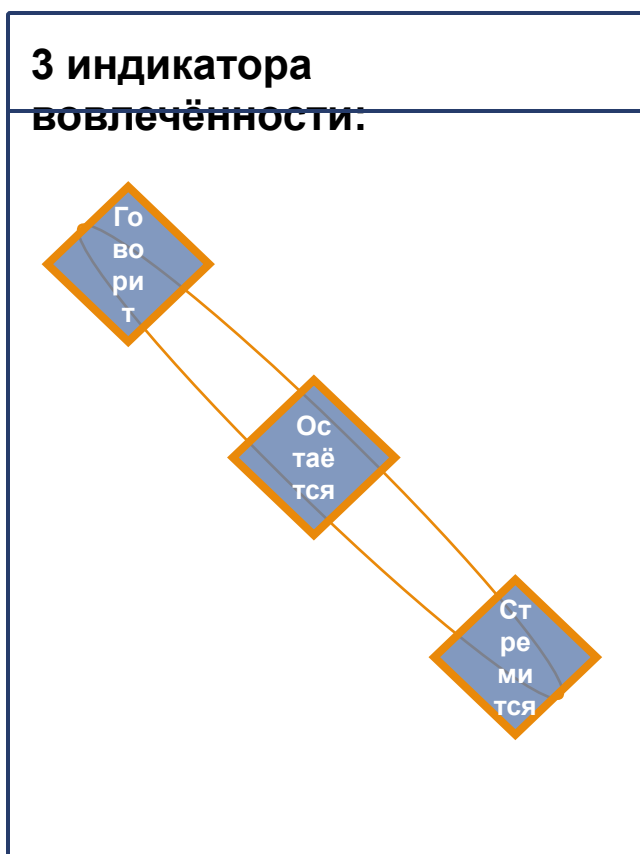 3 индикатора
вовлечённости:
Го
во
ри
т
Ос
таё
тся
Ст
ре
ми
тся